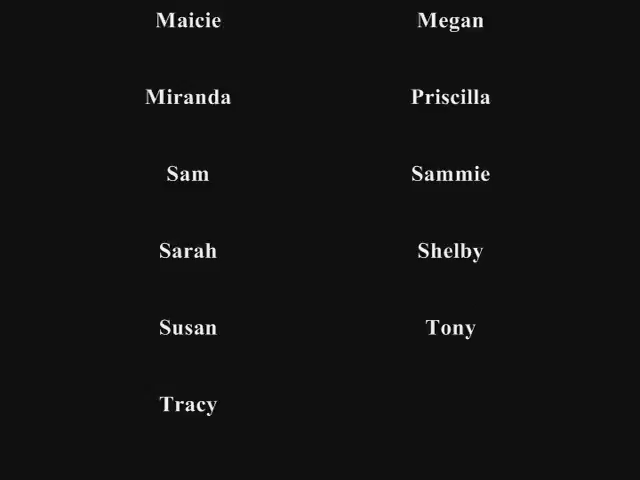 Maicie Megan
Miranda Priscilla
Sam Sammie
Sarah Shelby
Susan Tony
Tracy